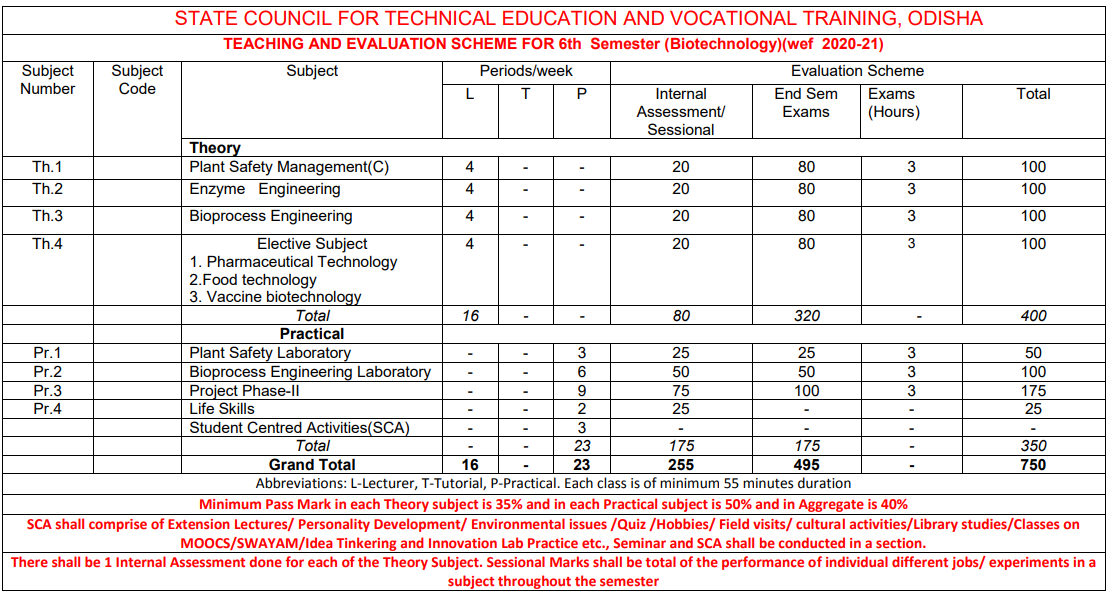 STATE COUNCIL FOR TECHNICAL EDUCATION AND VOCATIONAL TRAINING, ODISHA
TEACHING AND EVALUATION SCHEME FOR 6th Semester (Biotechnology)(wef 2020-21)
Subject Number Subject Code Subject Periods/week Evaluation Scheme
L T P Internal Assessment/ Sessional End Sem Exams Exams (Hours) Total
Theory
Th.1 Plant Safety Management(C) 4 - - 20 80 3 100
Th.2 Enzyme Engineering 4 - - 20 80 3 100
Th.3 Bioprocess Engineering 4 - - 20 80 3 100
Th.4 Elective Subject 4 - - 20 80 3 100
1. Pharmaceutical Technology
2.Food technology
3. Vaccine biotechnology
Total 16 - - 80 320 - 400
Practical
Pr.1 Plant Safety Laboratory - - 3 25 25 3 50
Pr.2 Bioprocess Engineering Laboratory - - 6 50 50 3 100
Pr.3 Project Phase-II - - 9 75 100 3 175
Pr.4 Life Skills - - 2 25 - - 25
Student Centred Activities(SCA) - - 3 - - - -
Total - - 23 175 175 - 350
Grand Total 16 - 23 255 495 - 750
Abbreviations: L-Lecturer, T-Tutorial, P-Practical. Each class is of minimum 55 minutes duration
Minimum Pass Mark in each Theory subject is 35% and in each Practical subject is 50% and in Aggregate is 40%
SCA shall comprise of Extension Lectures/ Personality Development/ Environmental issues /Quiz /Hobbies/ Field visits/ cultural activities/Library studies/Classes on
MOOCS/SWAYAM/Idea Tinkering and Innovation Lab Practice etc., Seminar and SCA shall be conducted in a section.
There shall be 1 Internal Assessment done for each of the Theory Subject. Sessional Marks shall be total of the performance of individual different jobs/ experiments in a
subject throughout the semester